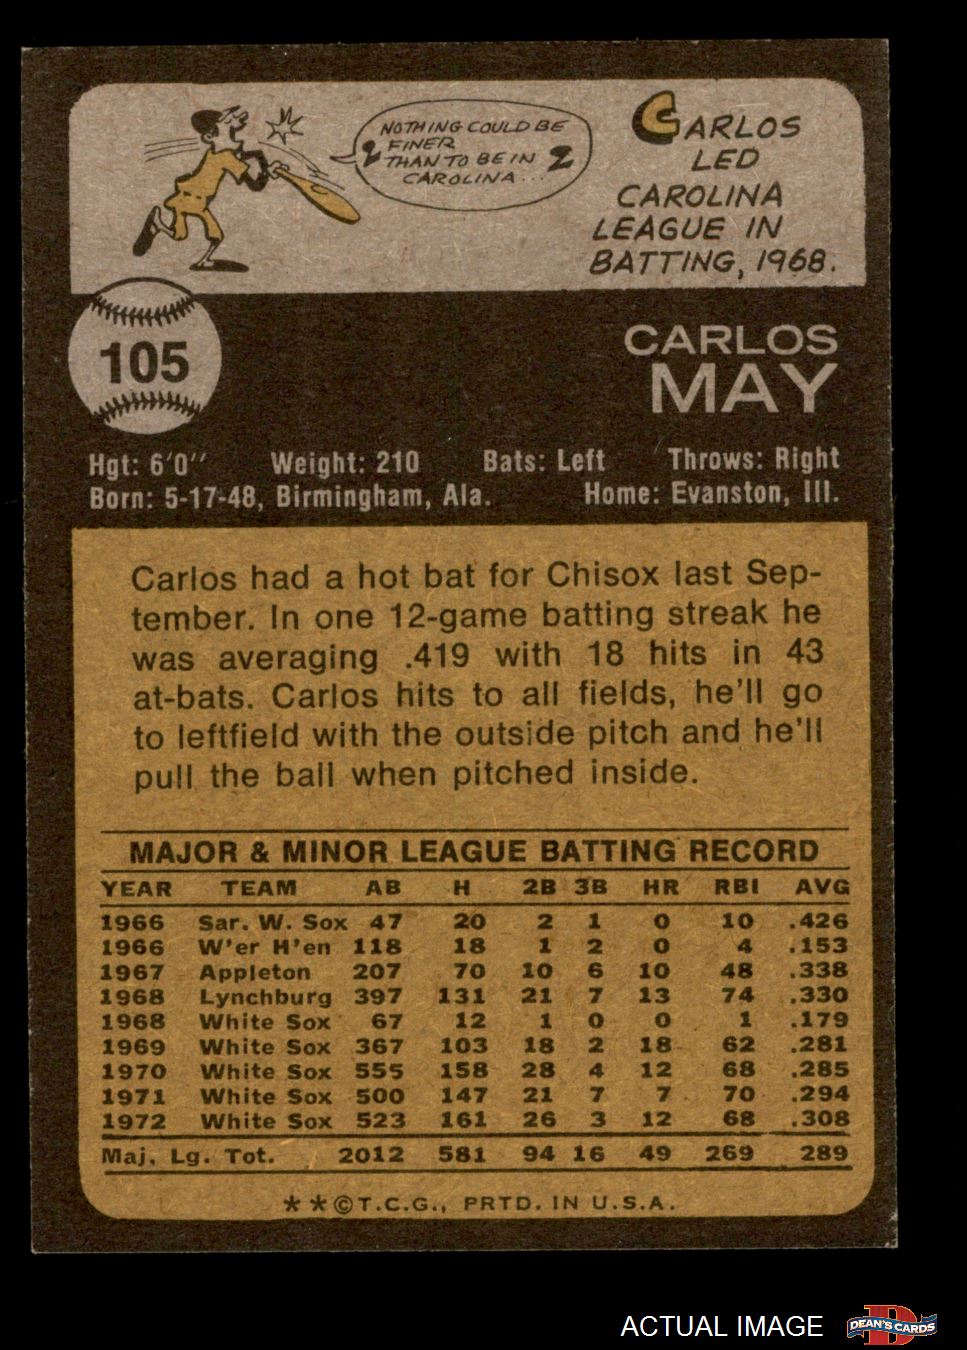 NOTHING COULD BE
FINER
2 THAN TO BE IN 2
CAROLINA...
CARLOS
LED
CAROLINA
LEAGUE IN
BATTING, 1968.
105
CARLOS
MAY
Hgt: 6'0'' Weight: 210 Bats: Left Throws: Right
Born: 5-17-48, Birmingham, Ala. Home: Evanston, Ill.
Carlos had a hot bat for Chisox last Sep-
tember. In one 12-game batting streak he
was averaging .419 with 18 hits in 43
at-bats. Carlos hits to all fields, he'll go
to leftfield with the outside pitch and he'll
pull the ball when pitched inside.
MAJOR & MINOR LEAGUE BATTING RECORD
YEAR TEAM AB H 2B 3B HR RBI AVG
1966 Sar. W. Sox 47 20 2 1 0 10 .426
1966 W'er H'en 118 18 1 2 0 4 .153
1967 Appleton 207 70 10 6 10 48 .338
1968 Lynchburg 397 131 21 7 13 74 .330
1968 White Sox 67 12 1 0 0 1 .179
1969 White Sox 367 103 18 2 18 62 .281
1970 White Sox 555 158 28 4 12 68 .285
1971 White Sox 500 147 21 7 7 70 .294
1972 White Sox 523 161 26 3 12 68 .308
Maj. Lg. Tot. 2012 581 94 16 49 269 289
**©T.C.G., PRTD. IN U.S.A.
ACTUAL IMAGE
D
DEAN'S CARDS